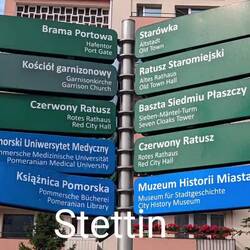 Brama Portowa
Hafentor
Port Gate
Kościół garnizonowy
Garnisonkirche
Garrison Church
Czerwony Ratusz
Rotes Rathaus
Red City Hall
morski Uniwersytet Medyczny
Pommersche Medizinische Universität
Pomeranian Medical University
Książnica Pomorska
Pommersche Bücherei
Pomeranian Library
Starówka
Altstadt
Old Town
Ratusz Staromiejski
Altes Rathaus
Old Town Hall
Baszta Siedmiu Płaszczy
Sieben-Mäntel-Turm
Seven Cloaks Tower
Czerwony Ratusz
Rotes Rathaus
Red City Hall
Muzeum Historii Miasta
Museum für Stadtgeschichte
City History Museum
Stettin